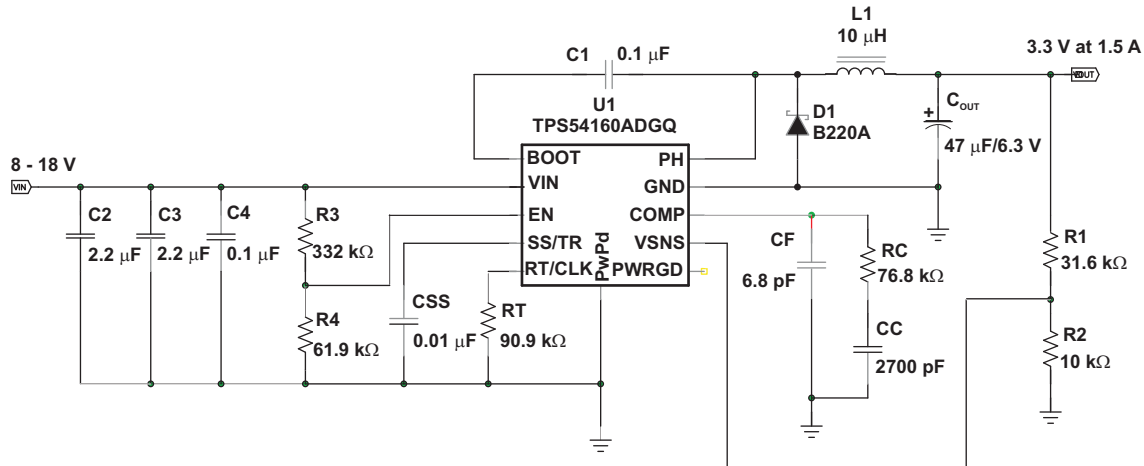 L1
10 μH
3.3 V at 1.5 A
C1
0.1 μF
VOUT
U1
TPS54160ADGQ
D1
B220A
COUT
+
47 μF/6.3 V
8 - 18 V
VIN
BOOT
PH
VIN
GND
EN
COMP
SS/TR
VSNS
RT/CLK
PWRGD
PwPd
C2
2.2 μF
C3
2.2 μF
C4
0.1 μF
R3
332 kΩ
R4
61.9 kΩ
CSS
0.01 μF
RT
90.9 kΩ
CF
6.8 pF
RC
76.8 kΩ
CC
2700 pF
R1
31.6 kΩ
R2
10 kΩ